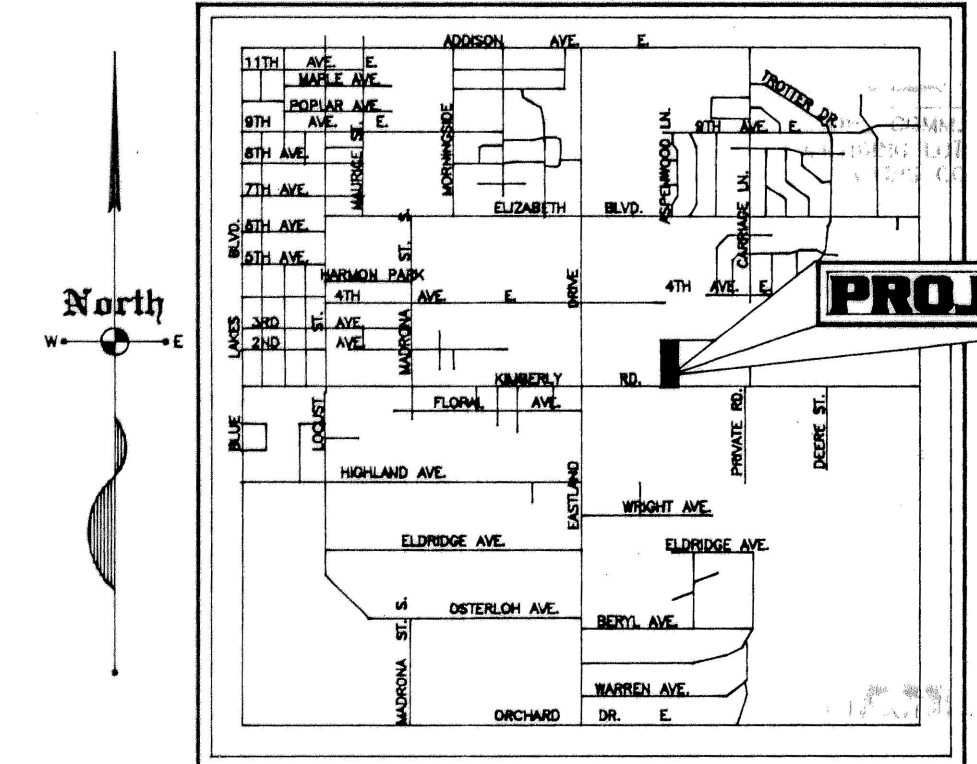 ADDISON AVE. E.
11TH AVE. E.
MAPLE AVE.
POPLAR AVE.
9TH AVE. E.
8TH AVE.
7TH AVE.
6TH AVE.
5TH AVE.
MAURICE ST.
MORNINGSIDE
ASPENWOOD LN.
TROTTER DR.
9TH AVE. E.
CARRIAGE LN.
ELIZABETH BLVD.
HARMON PARK
4TH AVE. E.
4TH AVE. E.
3RD AVE.
2ND AVE.
BLUE LAKES BLVD.
LOCUST ST.
MADRONA ST. S.
EASTLAND DRIVE
PROJ
North
W E
KIMBERLY RD.
FLORAL AVE.
PRIVATE RD.
DEERE ST.
HIGHLAND AVE.
WRIGHT AVE.
ELDRIDGE AVE.
ELDRIDGE AVE.
OSTERLOH AVE.
BERYL AVE.
MADRONA ST. S.
WARREN AVE.
ORCHARD DR. E.